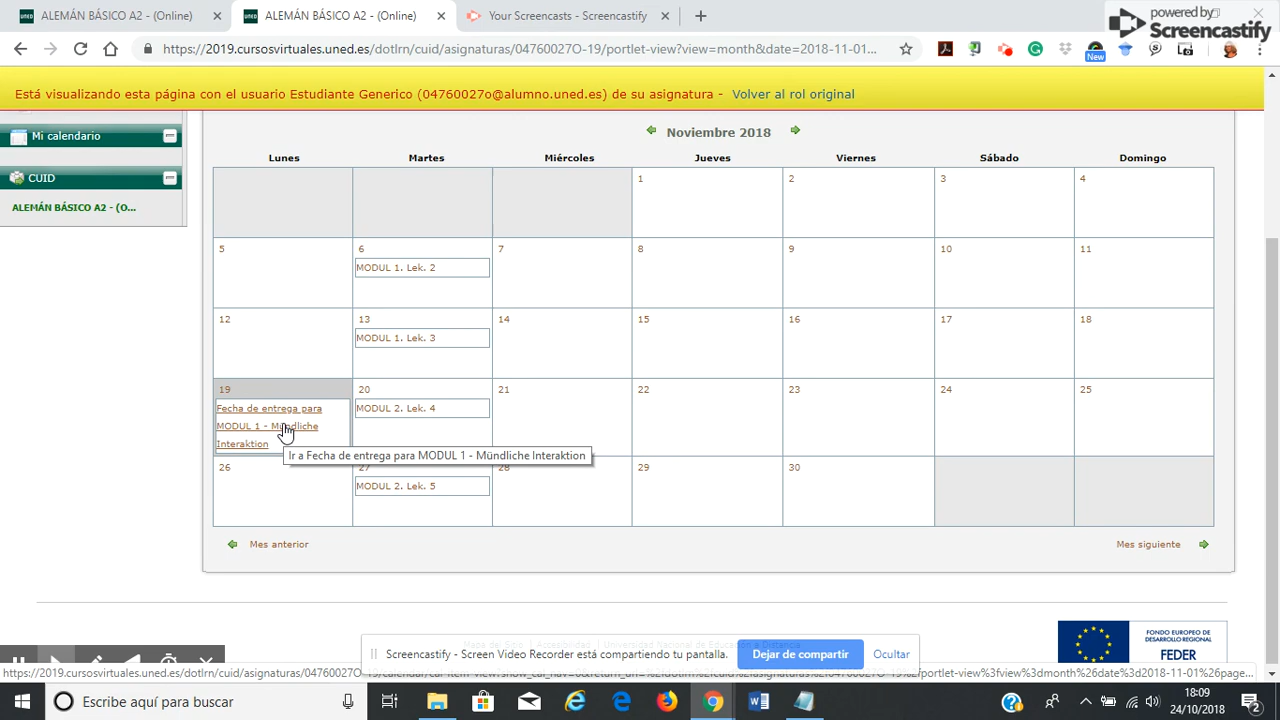 ALEMÁN BÁSICO A2 - (Online)
ALEMÁN BÁSICO A2 - (Online)
Your Screencasts - Screencastify
powered by
Screencastify
https://2019.cursosvirtuales.uned.es/dotlrn/cuid/asignaturas/04760027O-19/portlet-view?view=month&date=2018-11-01...
New
Está visualizando esta página con el usuario Estudiante Generico (04760027o@alumno.uned.es) de su asignatura - Volver al rol original
Mi calendario
CUID
ALEMÁN BÁSICO A2 - (O...
Noviembre 2018
Lunes Martes Miércoles Jueves Viernes Sábado Domingo
1 2 3 4
5 6 7 8 9 10 11
MODUL 1. Lek. 2
12 13 14 15 16 17 18
MODUL 1. Lek. 3
19 20 21 22 23 24 25
Fecha de entrega para
MODUL 1 - Mündliche
Interaktion
MODUL 2. Lek. 4
Ir a Fecha de entrega para MODUL 1 - Mündliche Interaktion
26 27 28 29 30
MODUL 2. Lek. 5
Mes anterior
Mes siguiente
FONDO EUROPEO DE
DESARROLLO REGIONAL
FEDER
Screencastify - Screen Video Recorder está compartiendo tu pantalla.
Dejar de compartir
Ocultar
Escribe aquí para buscar
18:09
24/10/2018
2